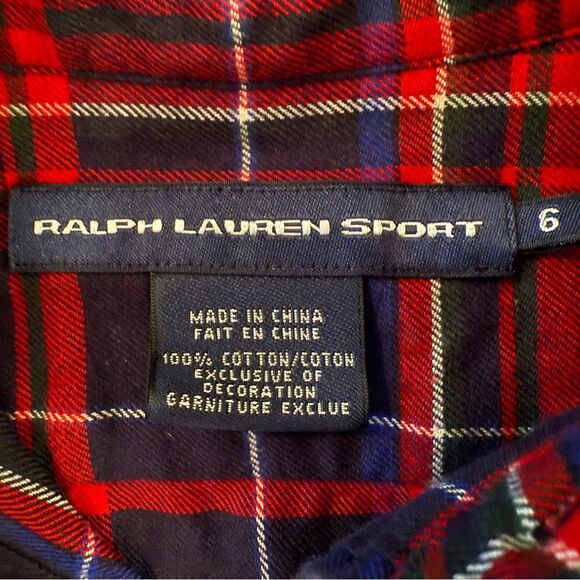 RALPH LAUREN SPORT 6
MADE IN CHINA
FAIT EN CHINE
100% COTTON/COTON
EXCLUSIVE OF
DECORATION
GARNITURE EXCLUE